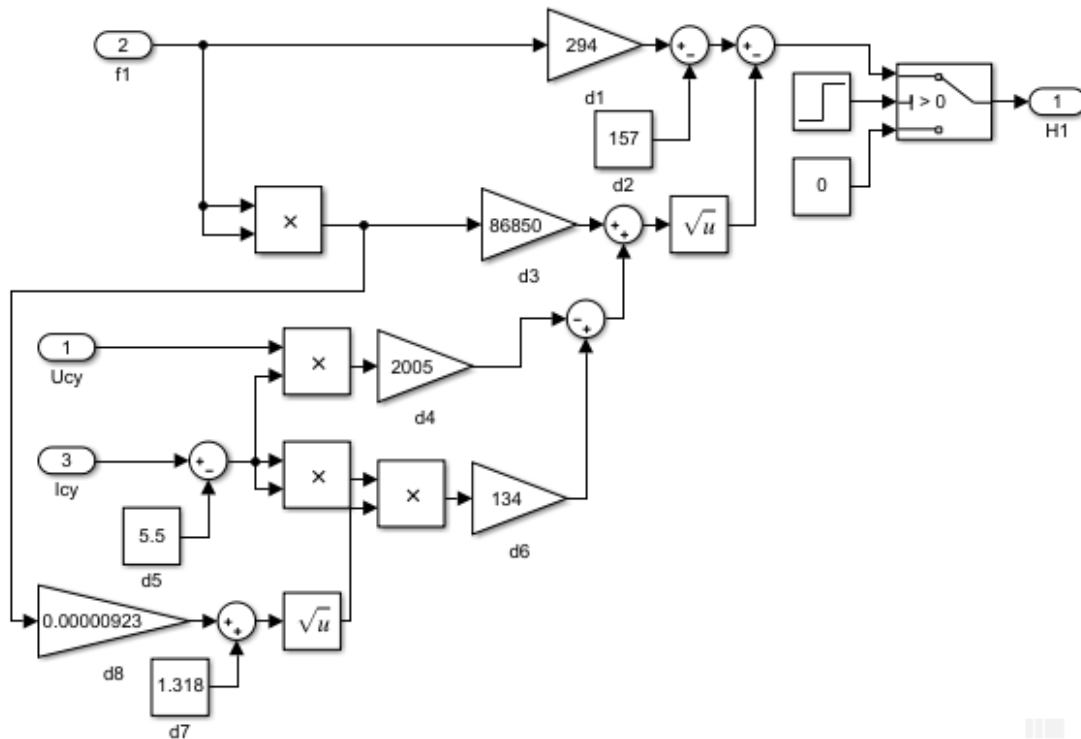 2
f1
294
d1
+
-
+
-
157
d2
> 0
1
H1
0
×
86850
d3
+
+
√u
1
Ucy
×
2005
d4
-
+
3
Icy
+
-
×
×
134
d6
5.5
d5
0.00000923
d8
+
+
√u
1.318
d7